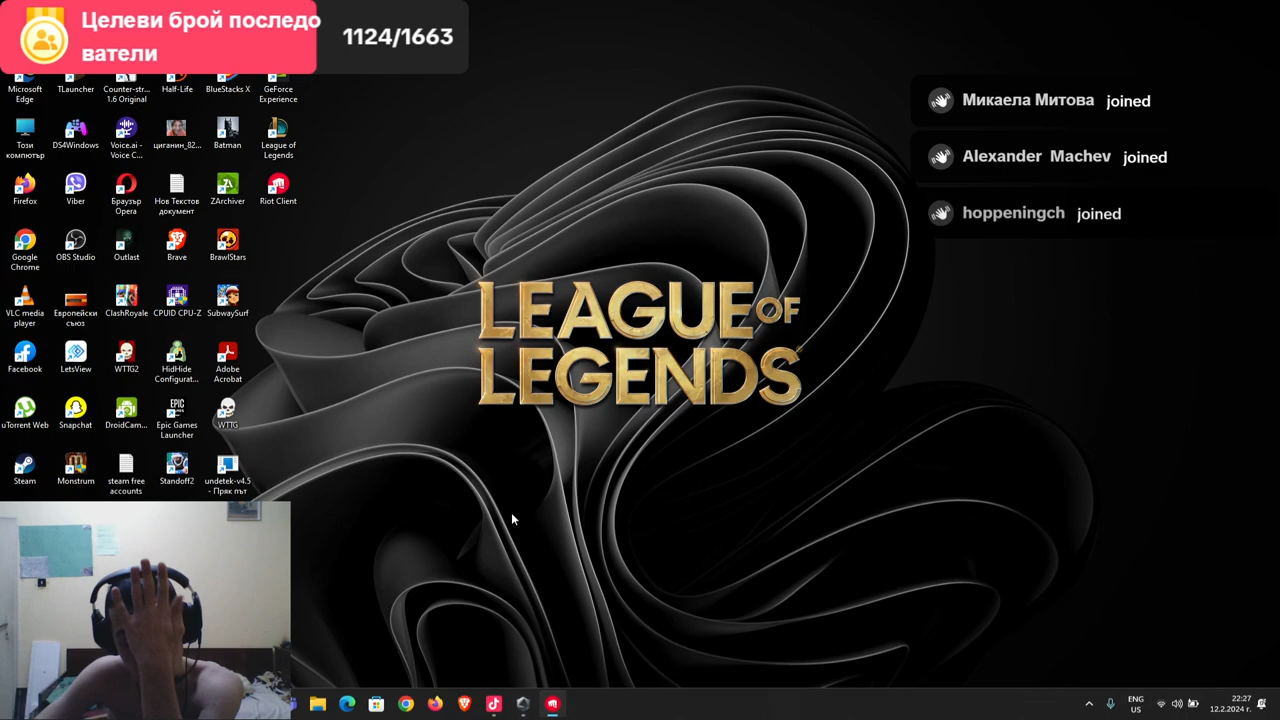 Целеви брой последо
ватели
1124/1663
Микаела Митова joined
Alexander Machev joined
hoppeningch joined
Microsoft
Edge
TLauncher
Counter-str...
1.6 Original
Half-Life
BlueStacks X
GeForce
Experience
Този
компютър
DS4Windows
Voice.ai -
Voice C...
циганин_82...
Batman
League of
Legends
Firefox
Viber
Браузър
Opera
Нов Текстов
документ
ZArchiver
Riot Client
Google
Chrome
OBS Studio
Outlast
Brave
BrawlStars
VLC media
player
Европейски
съюз
ClashRoyale
CPUID CPU-Z
SubwaySurf
Facebook
LetsView
WTTG2
HidHide
Configurat...
Adobe
Acrobat
uTorrent Web
Snapchat
DroidCam...
Epic Games
Launcher
WTTG
Steam
Monstrum
steam free
accounts
Standoff2
undetek-v4.5
- Пряк път
LEAGUE OF
LEGENDS
ENG
US
22:27
12.2.2024 г.